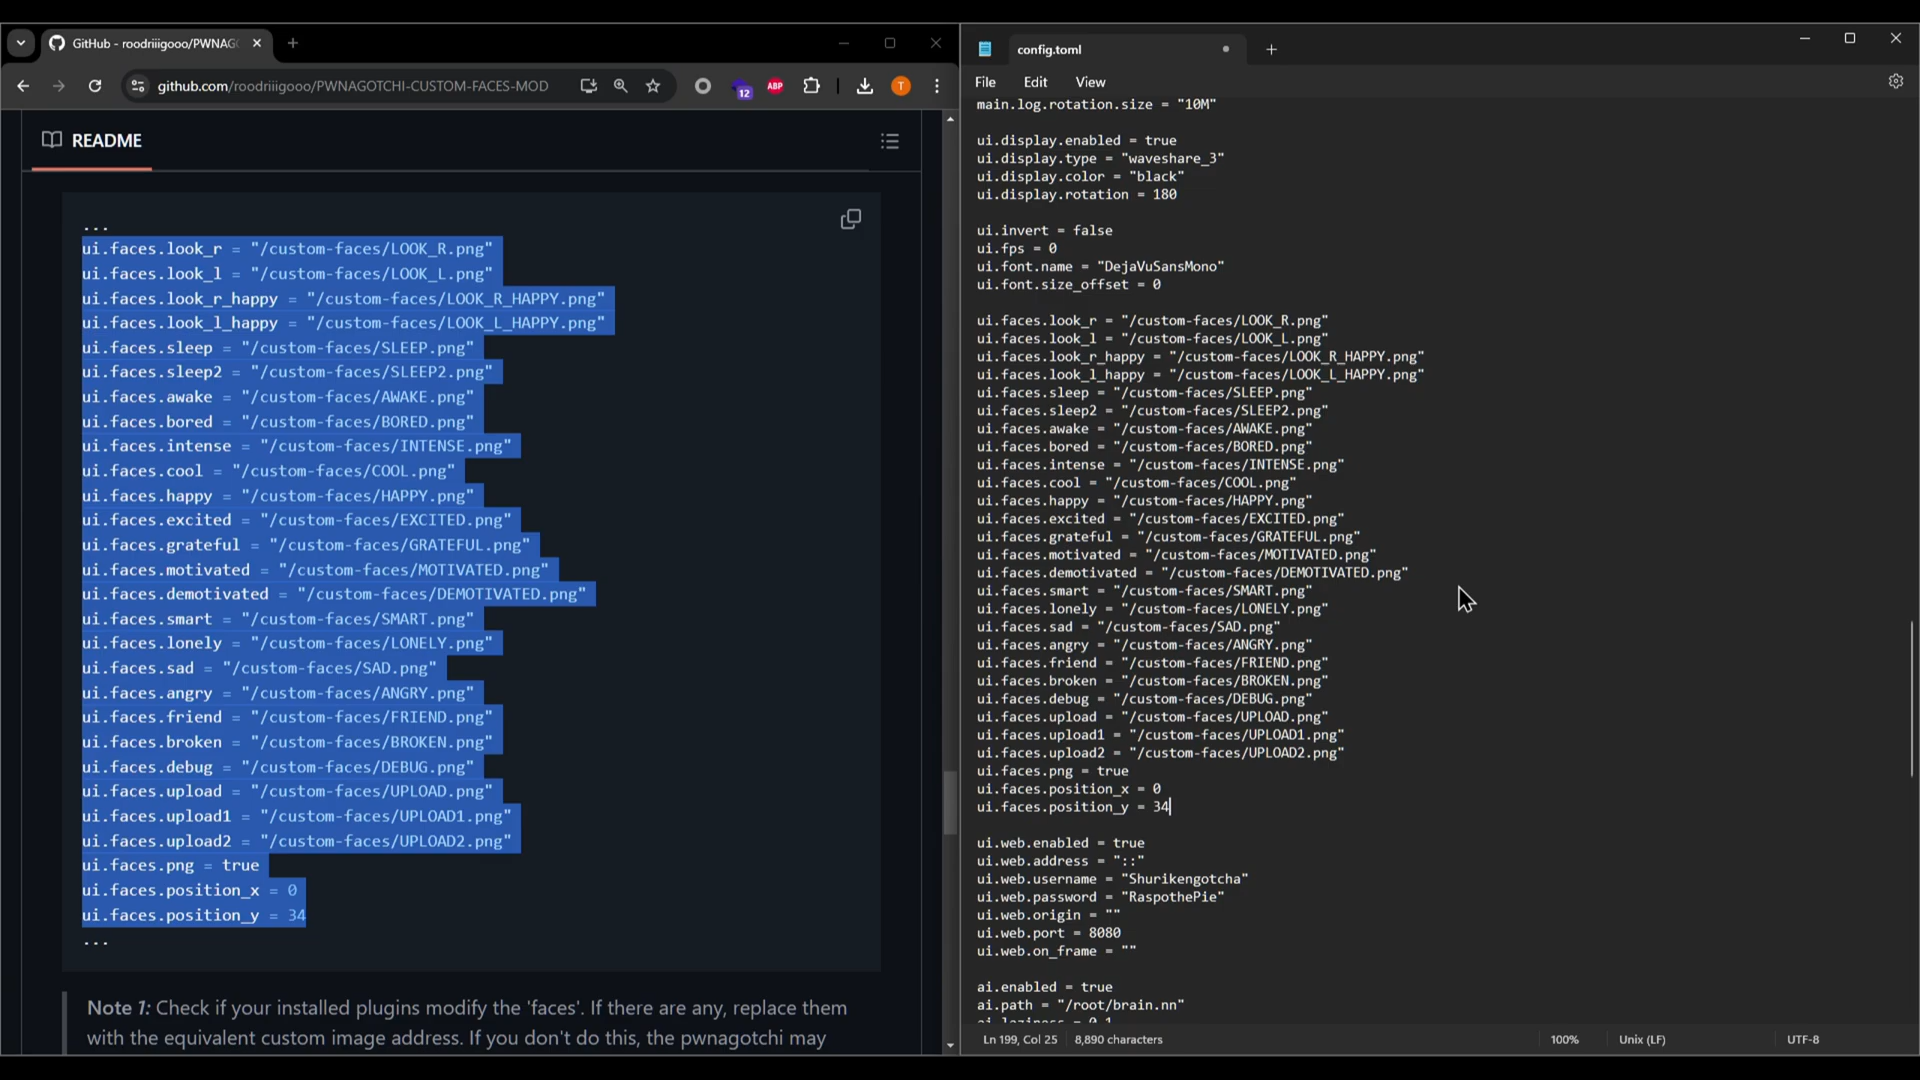 GitHub - roodriiigooo/PWNAG
github.com/roodriiigooo/PWNAGOTCHI-CUSTOM-FACES-MOD
12
ABP
T
README
...
ui.faces.look_r = "/custom-faces/LOOK_R.png"
ui.faces.look_l = "/custom-faces/LOOK_L.png"
ui.faces.look_r_happy = "/custom-faces/LOOK_R_HAPPY.png"
ui.faces.look_l_happy = "/custom-faces/LOOK_L_HAPPY.png"
ui.faces.sleep = "/custom-faces/SLEEP.png"
ui.faces.sleep2 = "/custom-faces/SLEEP2.png"
ui.faces.awake = "/custom-faces/AWAKE.png"
ui.faces.bored = "/custom-faces/BORED.png"
ui.faces.intense = "/custom-faces/INTENSE.png"
ui.faces.cool = "/custom-faces/COOL.png"
ui.faces.happy = "/custom-faces/HAPPY.png"
ui.faces.excited = "/custom-faces/EXCITED.png"
ui.faces.grateful = "/custom-faces/GRATEFUL.png"
ui.faces.motivated = "/custom-faces/MOTIVATED.png"
ui.faces.demotivated = "/custom-faces/DEMOTIVATED.png"
ui.faces.smart = "/custom-faces/SMART.png"
ui.faces.lonely = "/custom-faces/LONELY.png"
ui.faces.sad = "/custom-faces/SAD.png"
ui.faces.angry = "/custom-faces/ANGRY.png"
ui.faces.friend = "/custom-faces/FRIEND.png"
ui.faces.broken = "/custom-faces/BROKEN.png"
ui.faces.debug = "/custom-faces/DEBUG.png"
ui.faces.upload = "/custom-faces/UPLOAD.png"
ui.faces.upload1 = "/custom-faces/UPLOAD1.png"
ui.faces.upload2 = "/custom-faces/UPLOAD2.png"
ui.faces.png = true
ui.faces.position_x = 0
ui.faces.position_y = 34
...
Note 1: Check if your installed plugins modify the 'faces'. If there are any, replace them
with the equivalent custom image address. If you don't do this, the pwnagotchi may
config.toml
File Edit View
main.log.rotation.size = "10M"
ui.display.enabled = true
ui.display.type = "waveshare_3"
ui.display.color = "black"
ui.display.rotation = 180
ui.invert = false
ui.fps = 0
ui.font.name = "DejaVuSansMono"
ui.font.size_offset = 0
ui.faces.look_r = "/custom-faces/LOOK_R.png"
ui.faces.look_l = "/custom-faces/LOOK_L.png"
ui.faces.look_r_happy = "/custom-faces/LOOK_R_HAPPY.png"
ui.faces.look_l_happy = "/custom-faces/LOOK_L_HAPPY.png"
ui.faces.sleep = "/custom-faces/SLEEP.png"
ui.faces.sleep2 = "/custom-faces/SLEEP2.png"
ui.faces.awake = "/custom-faces/AWAKE.png"
ui.faces.bored = "/custom-faces/BORED.png"
ui.faces.intense = "/custom-faces/INTENSE.png"
ui.faces.cool = "/custom-faces/COOL.png"
ui.faces.happy = "/custom-faces/HAPPY.png"
ui.faces.excited = "/custom-faces/EXCITED.png"
ui.faces.grateful = "/custom-faces/GRATEFUL.png"
ui.faces.motivated = "/custom-faces/MOTIVATED.png"
ui.faces.demotivated = "/custom-faces/DEMOTIVATED.png"
ui.faces.smart = "/custom-faces/SMART.png"
ui.faces.lonely = "/custom-faces/LONELY.png"
ui.faces.sad = "/custom-faces/SAD.png"
ui.faces.angry = "/custom-faces/ANGRY.png"
ui.faces.friend = "/custom-faces/FRIEND.png"
ui.faces.broken = "/custom-faces/BROKEN.png"
ui.faces.debug = "/custom-faces/DEBUG.png"
ui.faces.upload = "/custom-faces/UPLOAD.png"
ui.faces.upload1 = "/custom-faces/UPLOAD1.png"
ui.faces.upload2 = "/custom-faces/UPLOAD2.png"
ui.faces.png = true
ui.faces.position_x = 0
ui.faces.position_y = 34
ui.web.enabled = true
ui.web.address = "::"
ui.web.username = "Shurikengotcha"
ui.web.password = "RaspothePie"
ui.web.origin = ""
ui.web.port = 8080
ui.web.on_frame = ""
ai.enabled = true
ai.path = "/root/brain.nn"
ai.laziness = 0.1
Ln 199, Col 25 8,890 characters 100% Unix (LF) UTF-8